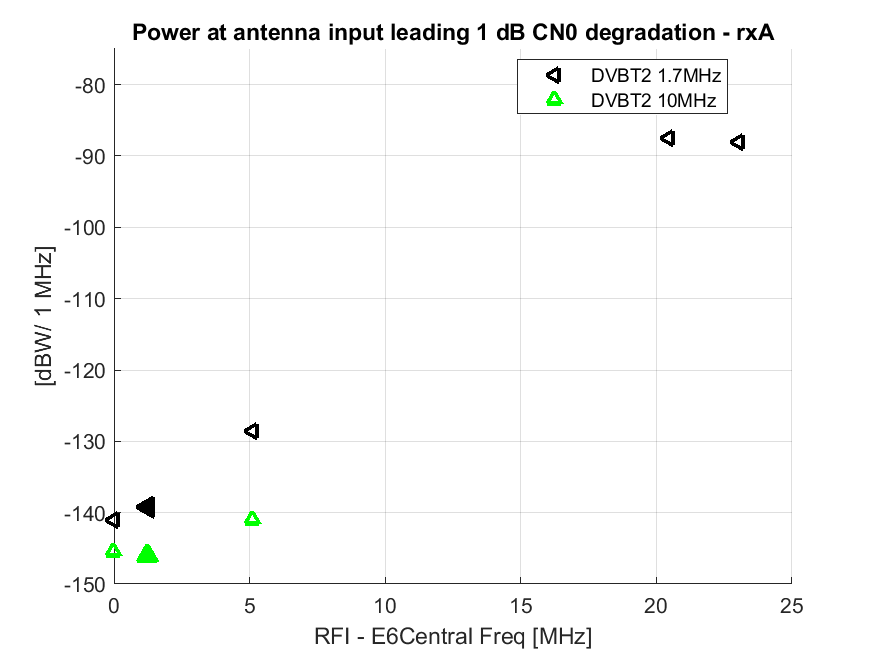 Power at antenna input leading 1 dB CN0 degradation - rxA
DVBT2 1.7MHz
DVBT2 10MHz
[dBW/ 1 MHz]
-80
-90
-100
-110
-120
-130
-140
-150
0 5 10 15 20 25
RFI - E6Central Freq [MHz]